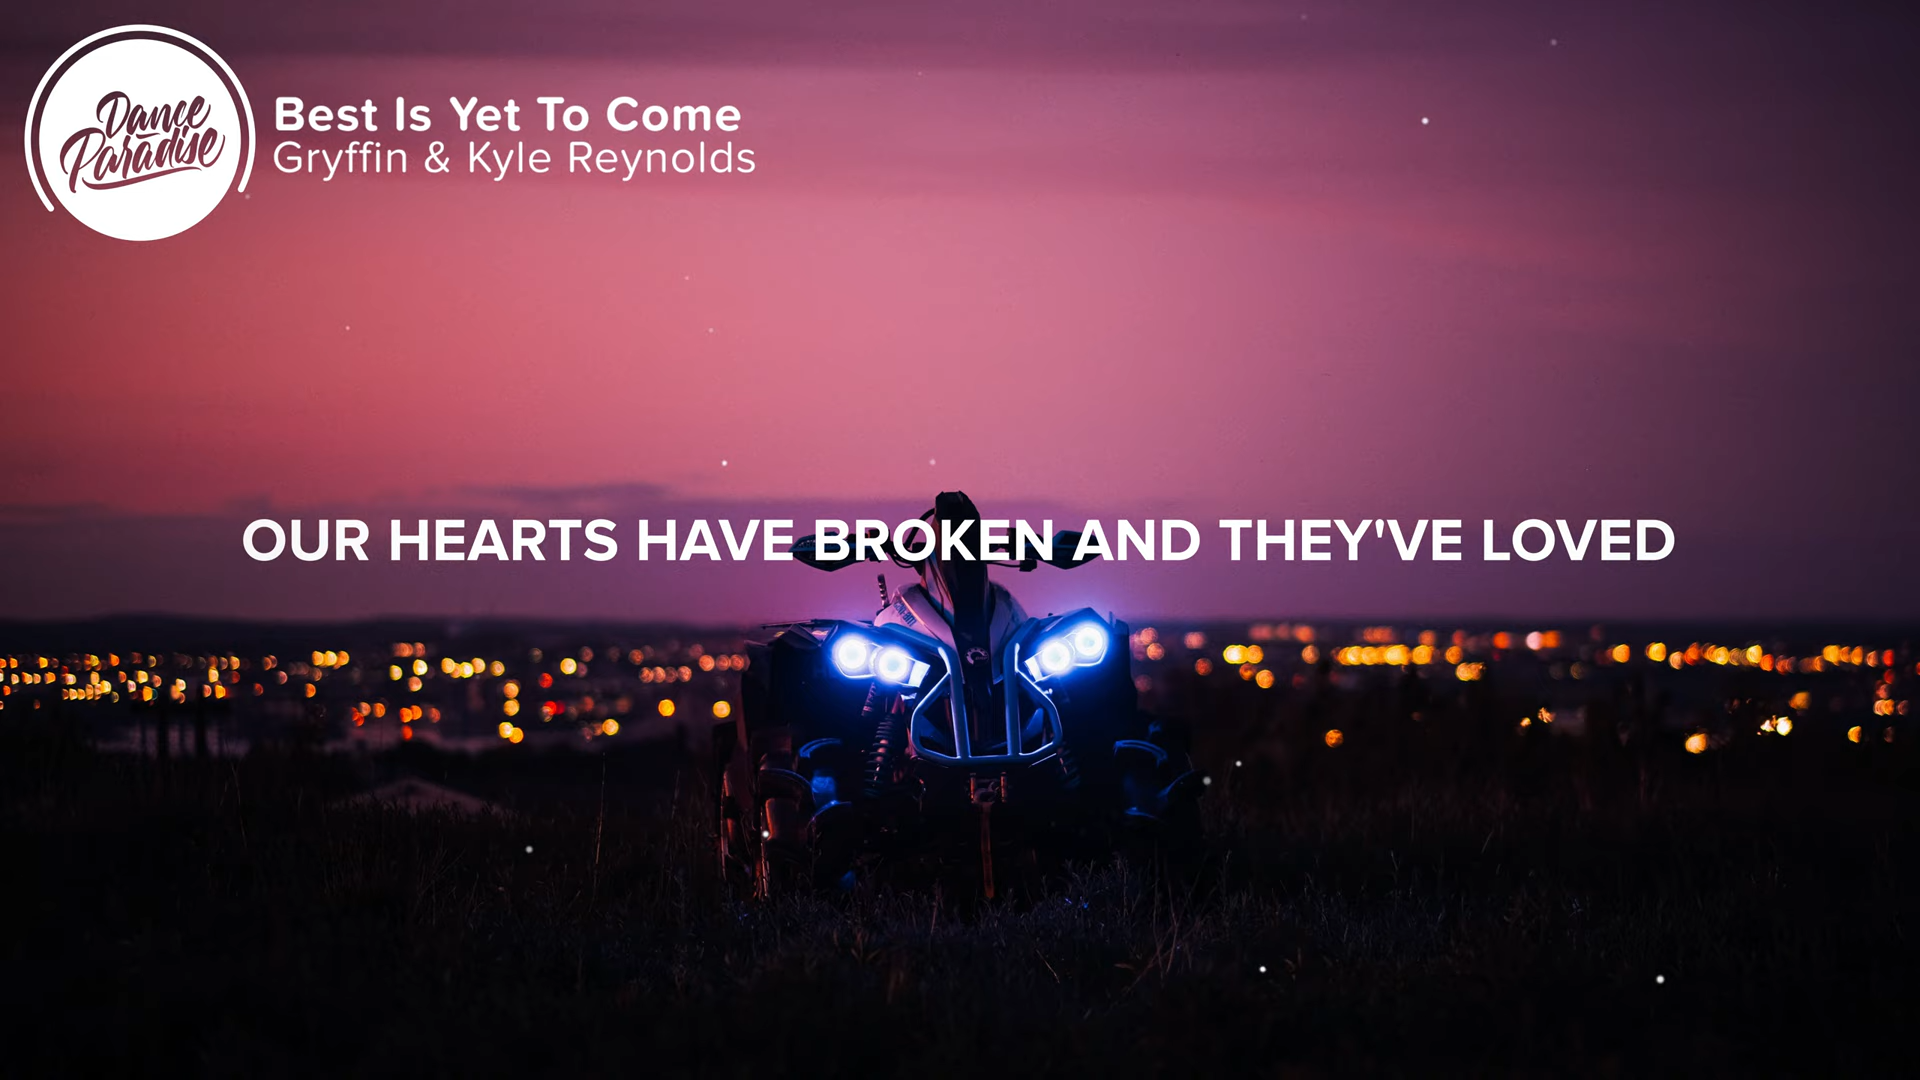 Dance
Paradise
Best Is Yet To Come
Gryffin & Kyle Reynolds
OUR HEARTS HAVE BROKEN AND THEY'VE LOVED